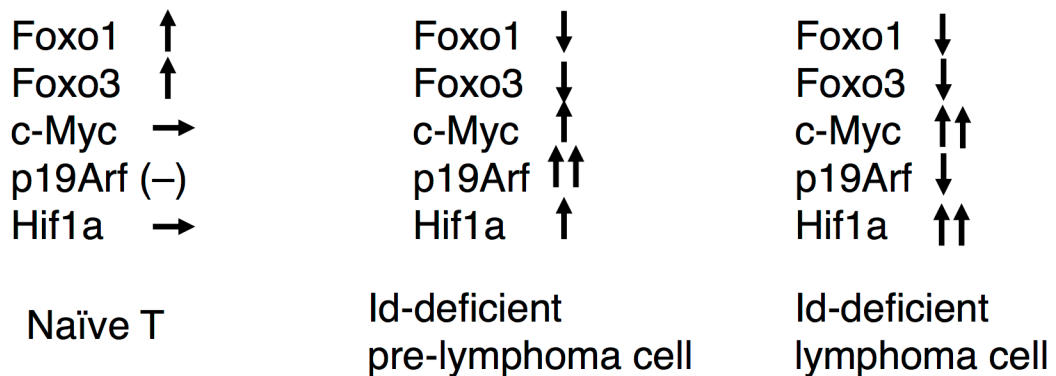 Foxo1 ↑
Foxo3 ↑
c-Myc →
p19Arf (–)
Hif1a →
Naïve T
Foxo1 ↓
Foxo3 ↓
c-Myc ↑
p19Arf ↑↑
Hif1a ↑
Id-deficient
pre-lymphoma cell
Foxo1 ↓
Foxo3 ↓
c-Myc ↑↑
p19Arf ↓
Hif1a ↑↑
Id-deficient
lymphoma cell